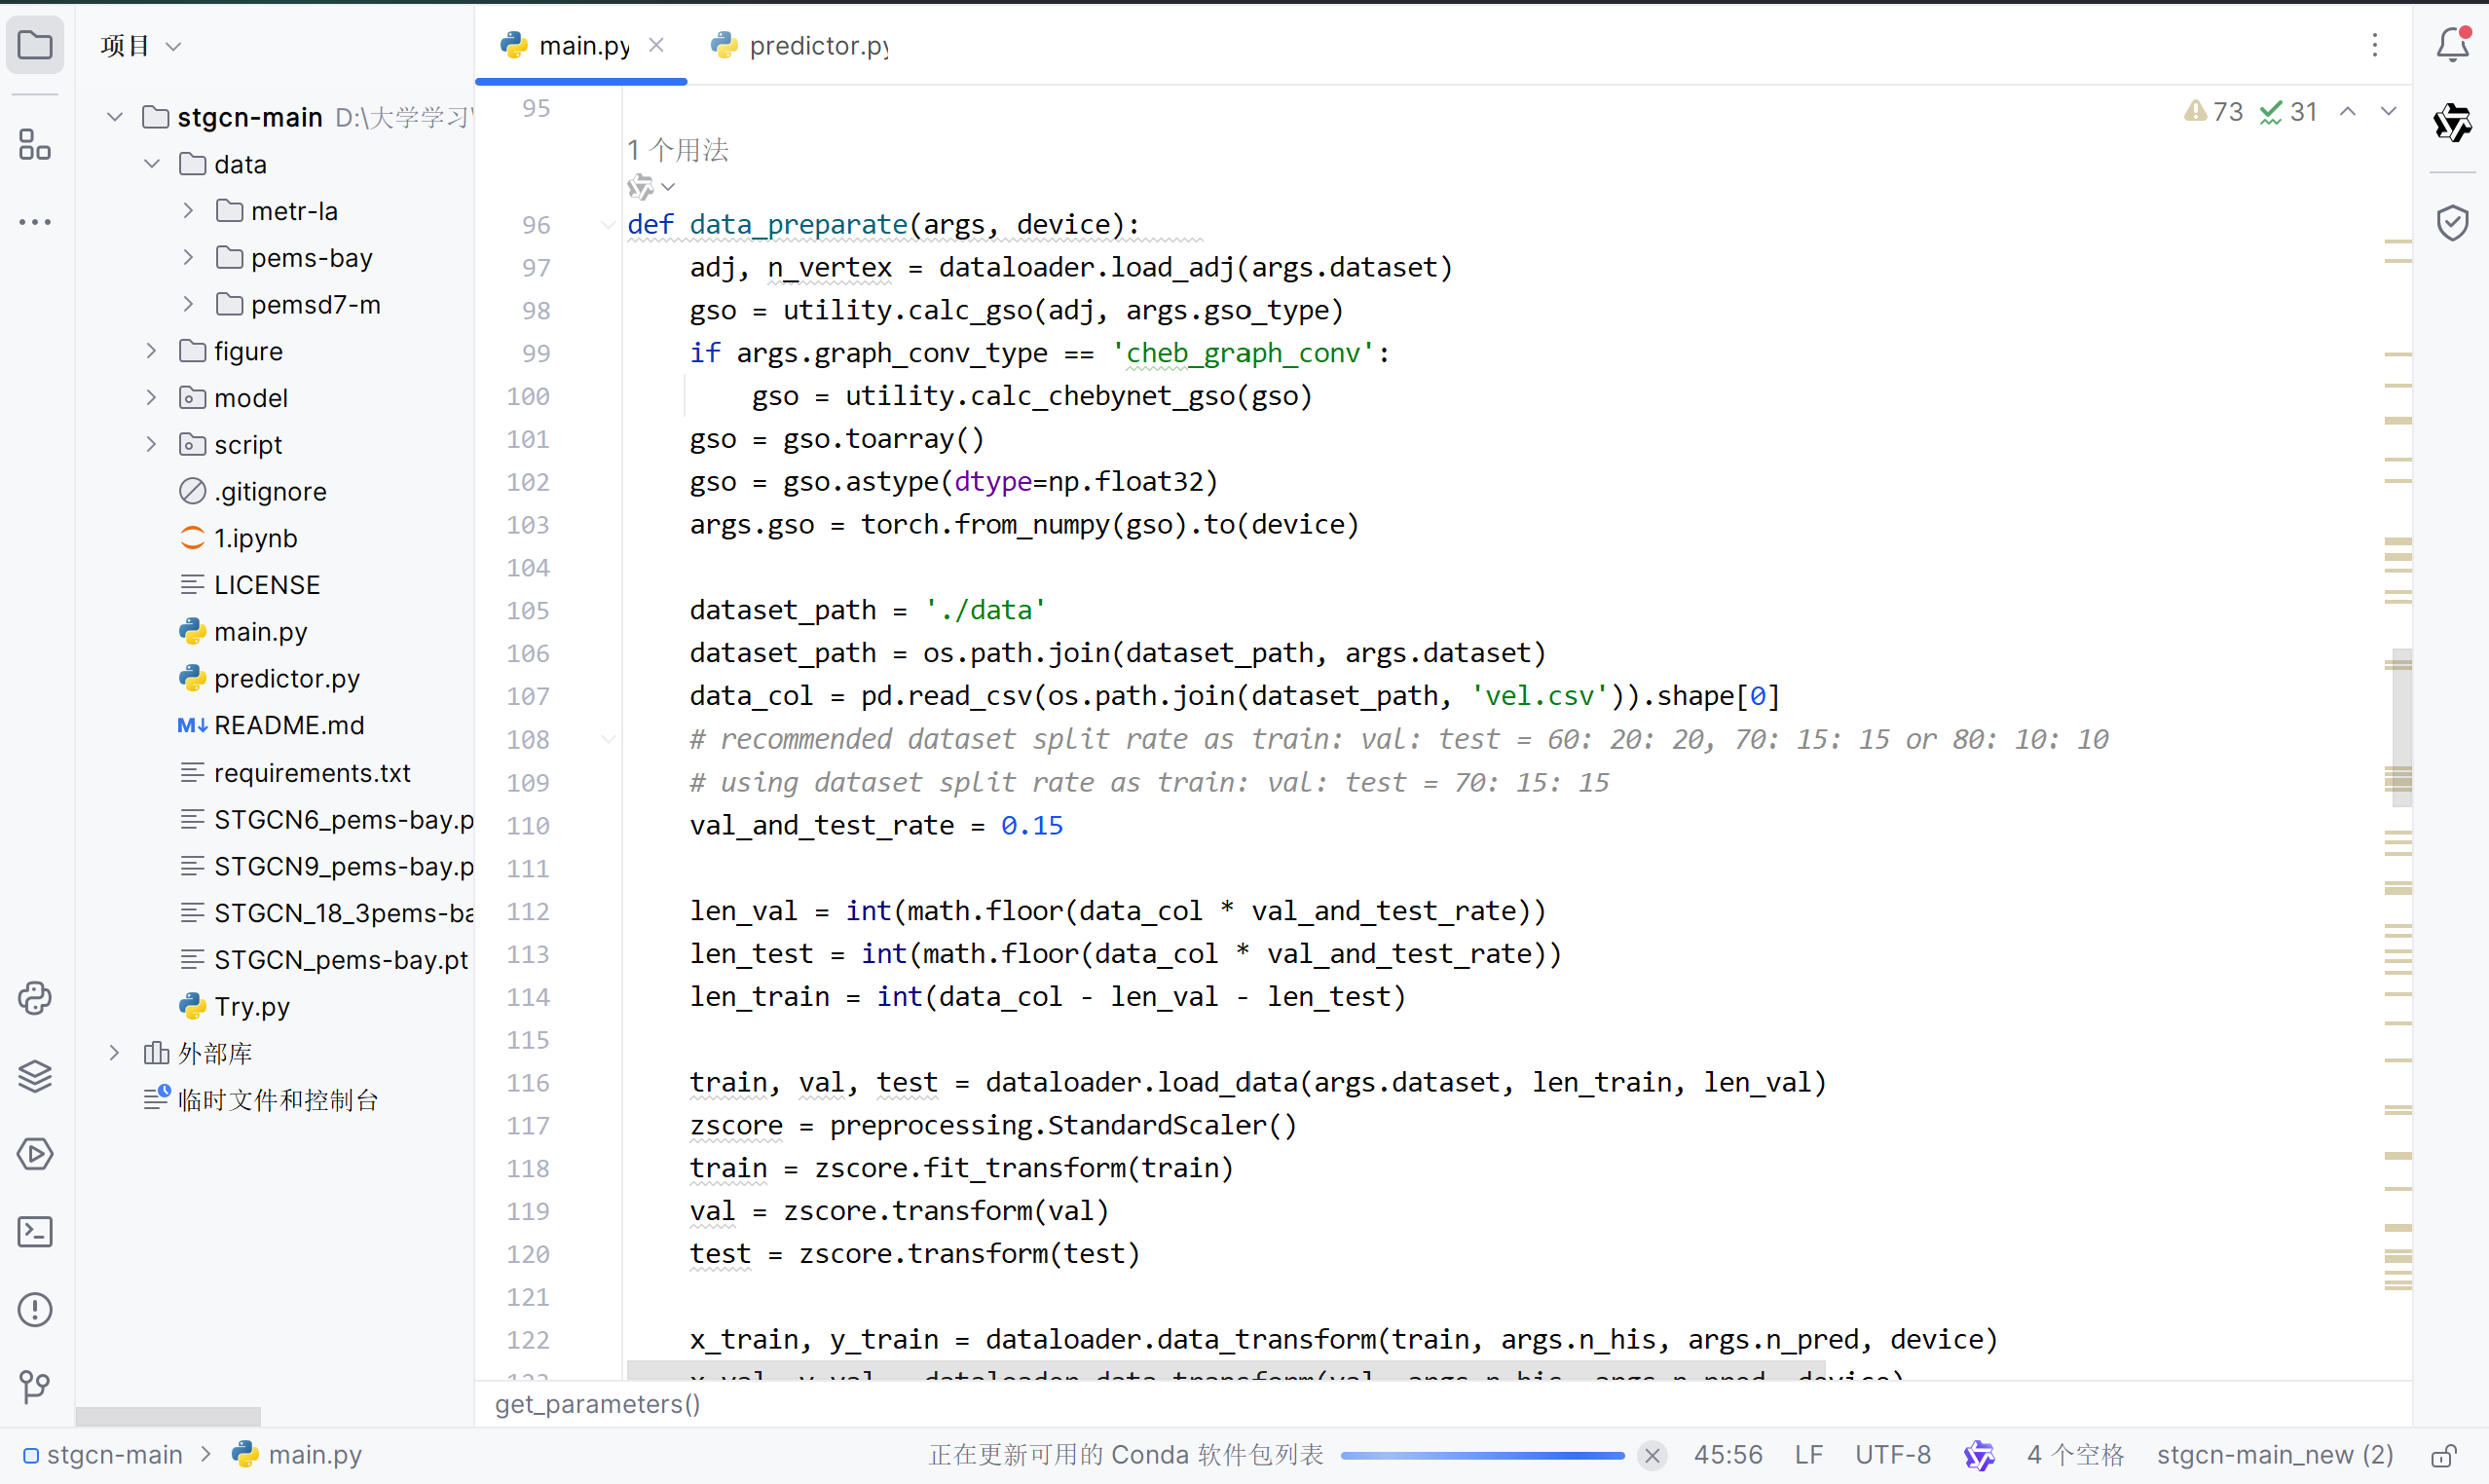 项目
main.py
predictor.py
stgcn-main D:\大学学习\
data
metr-la
pems-bay
pemsd7-m
figure
model
script
.gitignore
1.ipynb
LICENSE
main.py
predictor.py
README.md
requirements.txt
STGCN6_pems-bay.p
STGCN9_pems-bay.p
STGCN_18_3pems-ba
STGCN_pems-bay.pt
Try.py
外部库
临时文件和控制台
73 31
95
1 个用法
96 def data_preparate(args, device):
97 adj, n_vertex = dataloader.load_adj(args.dataset)
98 gso = utility.calc_gso(adj, args.gso_type)
99 if args.graph_conv_type == 'cheb_graph_conv':
100 gso = utility.calc_chebynet_gso(gso)
101 gso = gso.toarray()
102 gso = gso.astype(dtype=np.float32)
103 args.gso = torch.from_numpy(gso).to(device)
104
105 dataset_path = './data'
106 dataset_path = os.path.join(dataset_path, args.dataset)
107 data_col = pd.read_csv(os.path.join(dataset_path, 'vel.csv')).shape[0]
108 # recommended dataset split rate as train: val: test = 60: 20: 20, 70: 15: 15 or 80: 10: 10
109 # using dataset split rate as train: val: test = 70: 15: 15
110 val_and_test_rate = 0.15
111
112 len_val = int(math.floor(data_col * val_and_test_rate))
113 len_test = int(math.floor(data_col * val_and_test_rate))
114 len_train = int(data_col - len_val - len_test)
115
116 train, val, test = dataloader.load_data(args.dataset, len_train, len_val)
117 zscore = preprocessing.StandardScaler()
118 train = zscore.fit_transform(train)
119 val = zscore.transform(val)
120 test = zscore.transform(test)
121
122 x_train, y_train = dataloader.data_transform(train, args.n_his, args.n_pred, device)
123 x_val, y_val = dataloader.data_transform(val, args.n_his, args.n_pred, device)
get_parameters()
stgcn-main > main.py
正在更新可用的 Conda 软件包列表
45:56 LF UTF-8 4 个空格 stgcn-main_new (2)